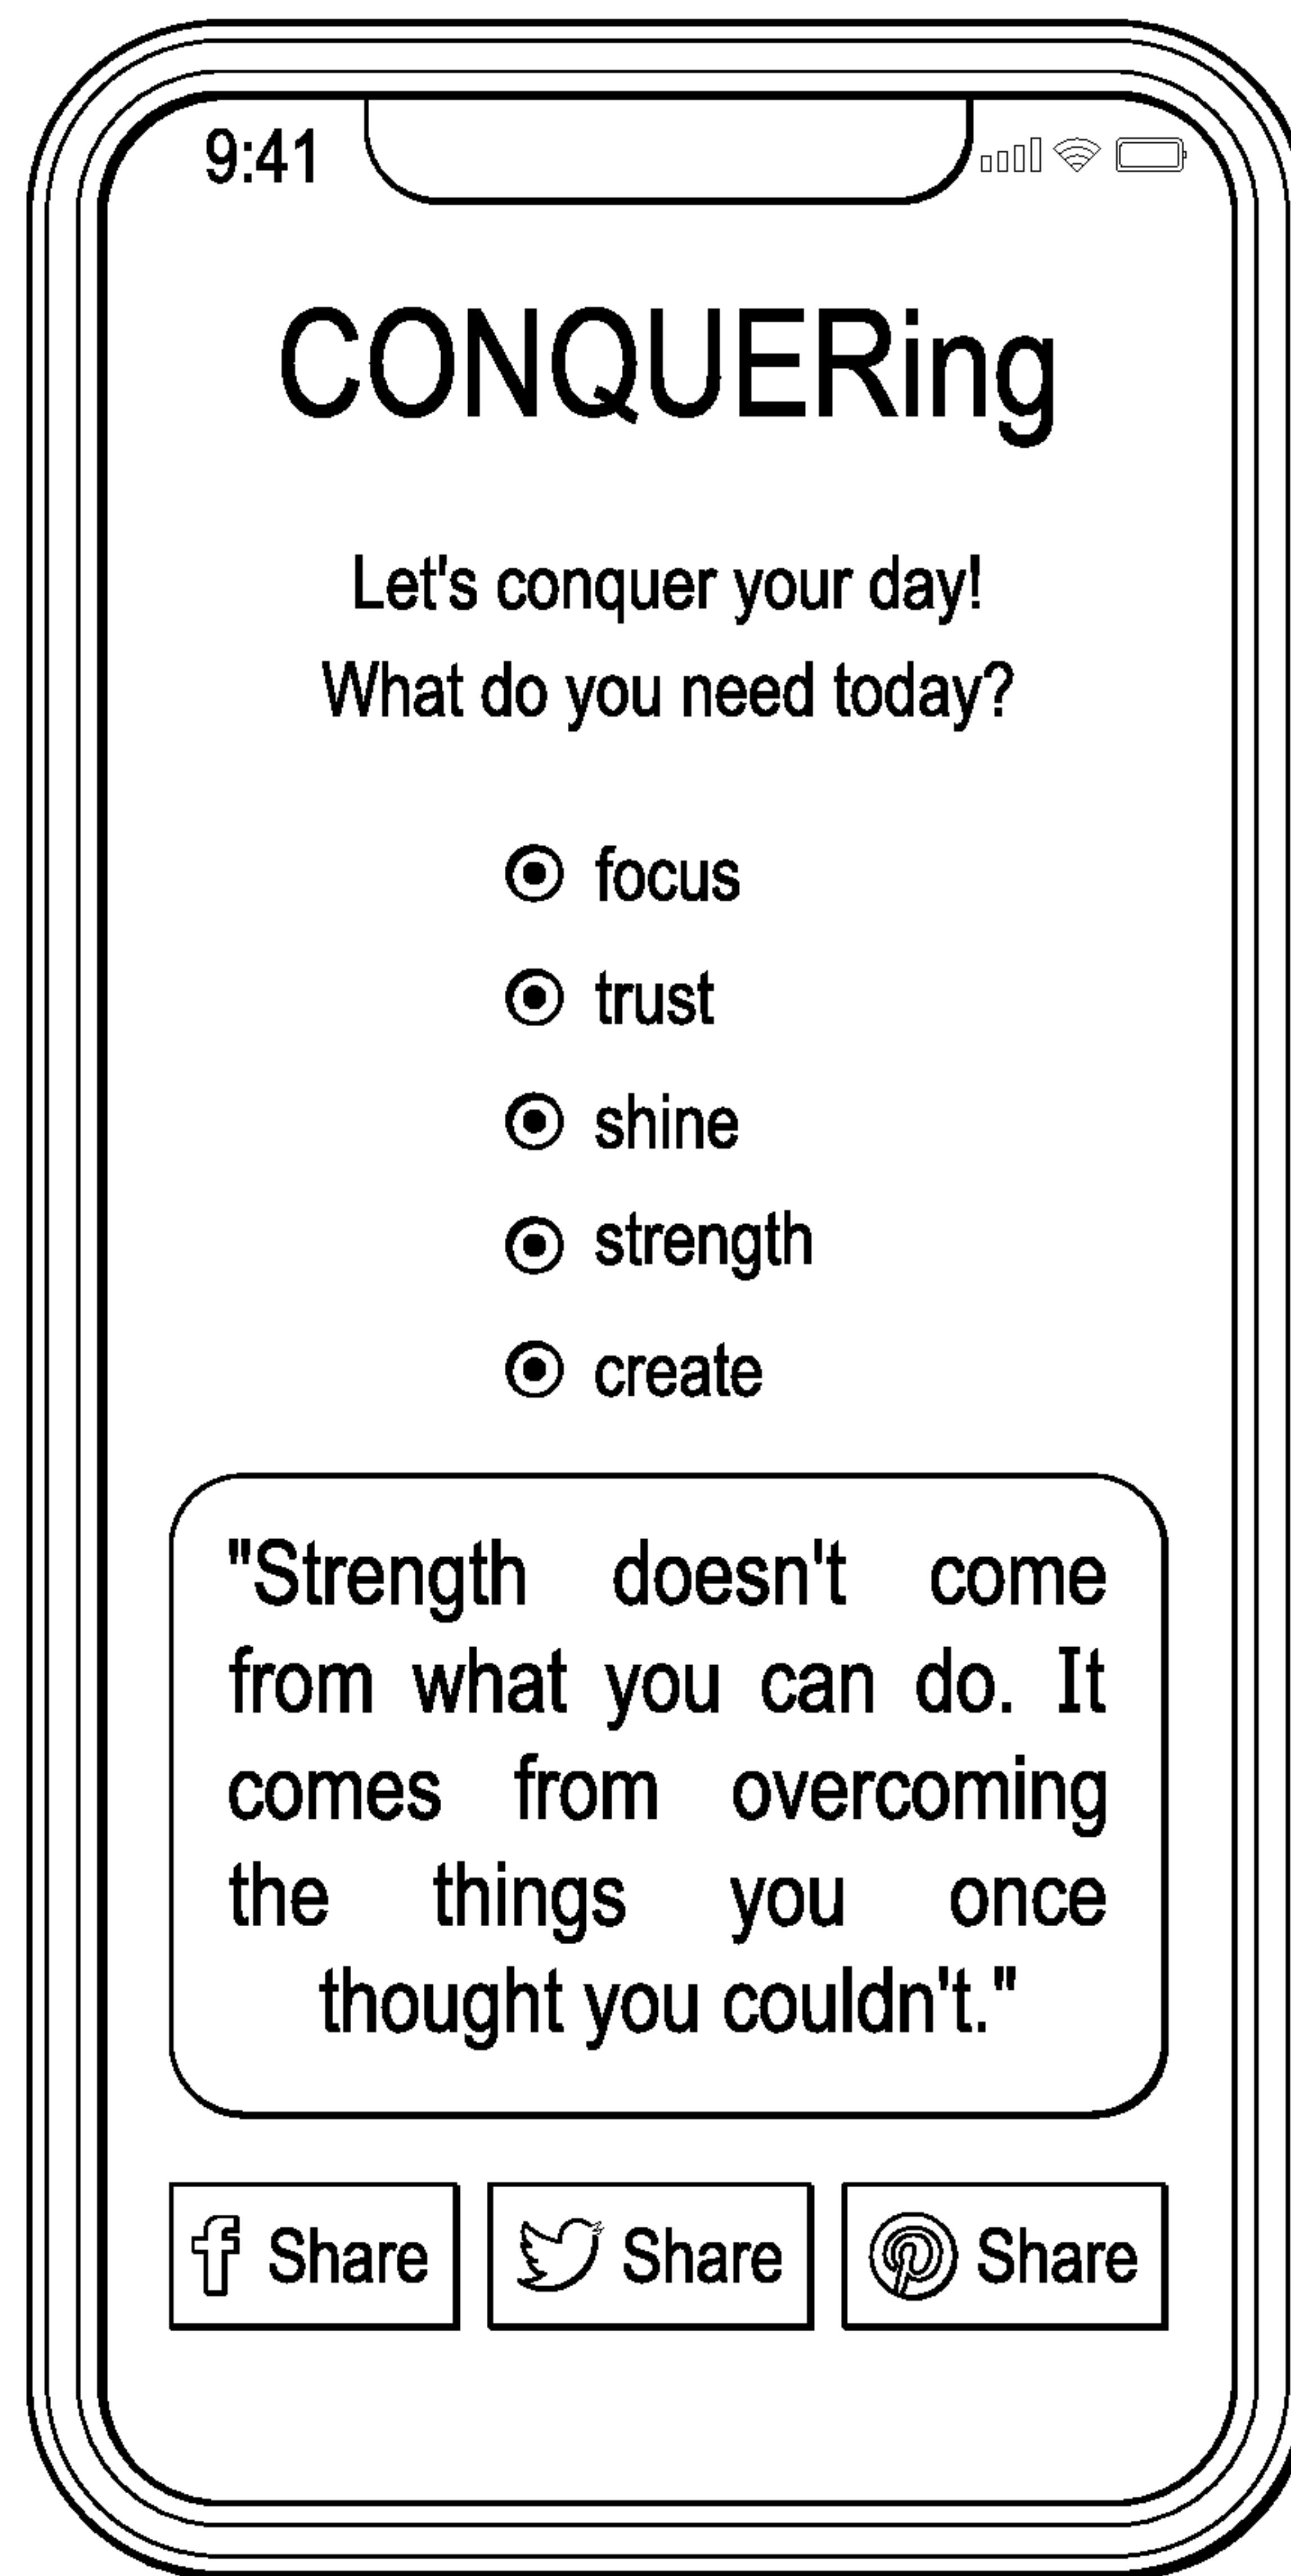 9:41
CONQUERing
Let's conquer your day!
What do you need today?
focus
trust
shine
strength
create
"Strength doesn't come
from what you can do. It
comes from overcoming
the things you once
thought you couldn't."
Share Share Share